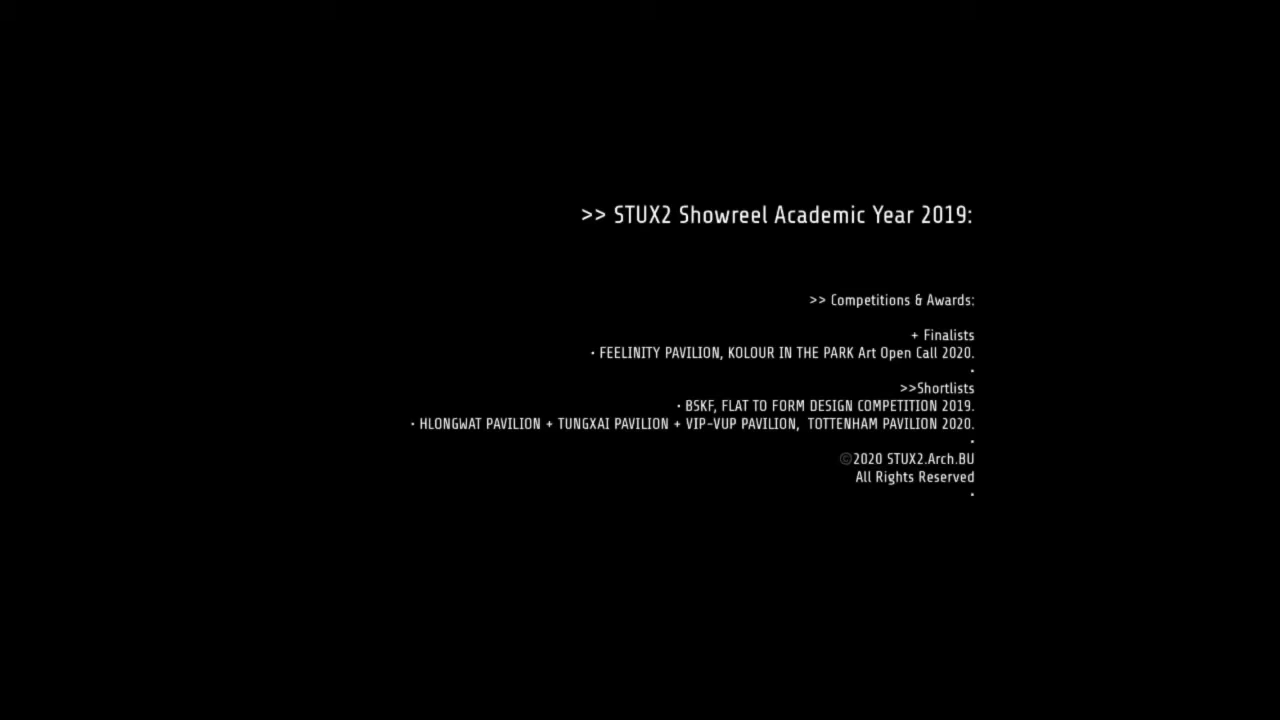 >> STUX2 Showreel Academic Year 2019:
>> Competitions & Awards:
+ Finalists
• FEELINITY PAVILION, KOLOUR IN THE PARK Art Open Call 2020.
•
>>Shortlists
• BSKF, FLAT TO FORM DESIGN COMPETITION 2019.
• HLONGWAT PAVILION + TUNGXAI PAVILION + VIP-VUP PAVILION,  TOTTENHAM PAVILION 2020.
•
©2020 STUX2.Arch.BU
All Rights Reserved
•